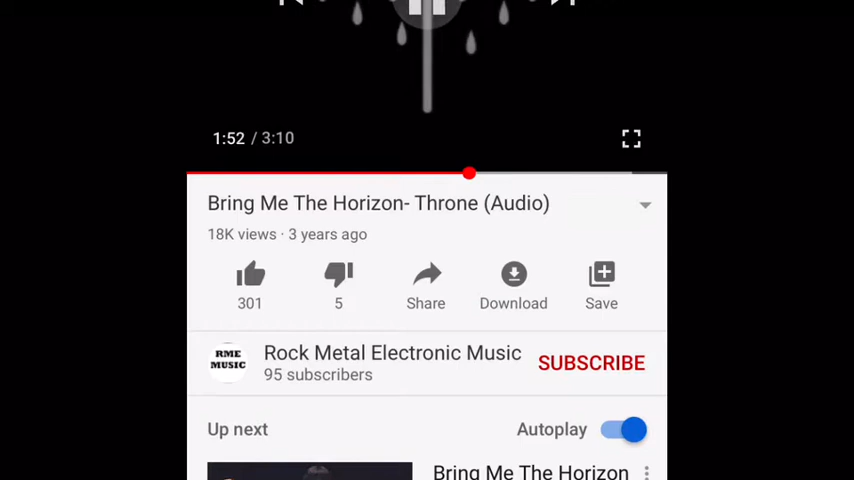 1:52 / 3:10
Bring Me The Horizon- Throne (Audio)
18K views · 3 years ago
301
5
Share
Download
Save
RME
MUSIC
Rock Metal Electronic Music
95 subscribers
SUBSCRIBE
Up next
Autoplay
Bring Me The Horizon